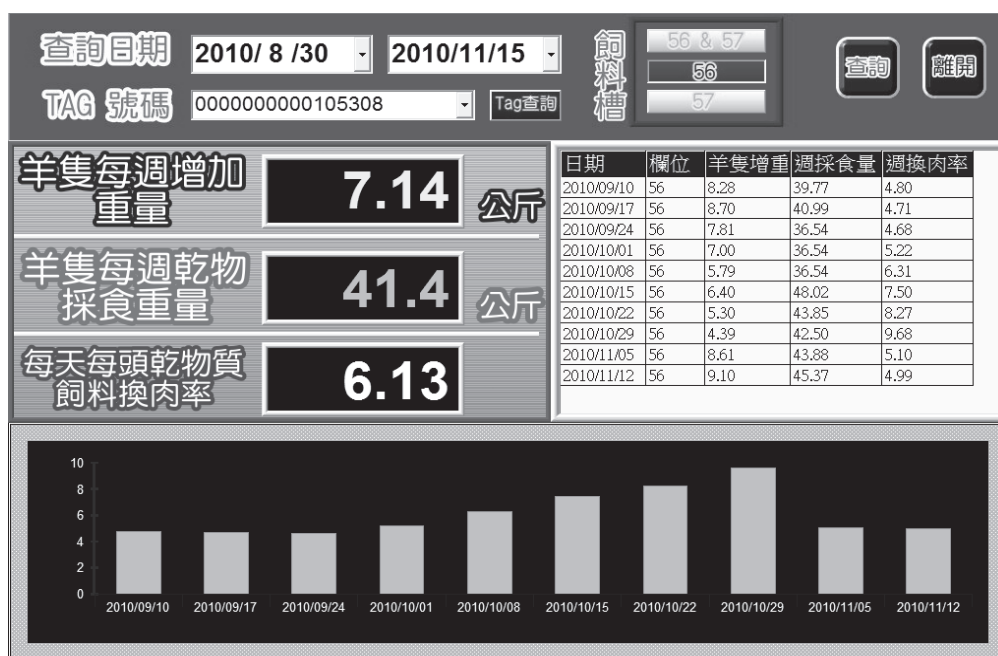 查詢日期 2010/ 8 /30 2010/11/15
TAG 號碼 0000000000105308 Tag查詢
飼料槽
56 & 57
56
57
查詢 離開
羊隻每週增加
重量
7.14 公斤
羊隻每週乾物
採食重量
41.4 公斤
每天每頭乾物質
飼料換肉率
6.13
日期 欄位 羊隻增重 週採食量 週換肉率
2010/09/10 56 8.28 39.77 4.80
2010/09/17 56 8.70 40.99 4.71
2010/09/24 56 7.81 36.54 4.68
2010/10/01 56 7.00 36.54 5.22
2010/10/08 56 5.79 36.54 6.31
2010/10/15 56 6.40 48.02 7.50
2010/10/22 56 5.30 43.85 8.27
2010/10/29 56 4.39 42.50 9.68
2010/11/05 56 8.61 43.88 5.10
2010/11/12 56 9.10 45.37 4.99
10
8
6
4
2
0
2010/09/10 2010/09/17 2010/09/24 2010/10/01 2010/10/08 2010/10/15 2010/10/22 2010/10/29 2010/11/05 2010/11/12